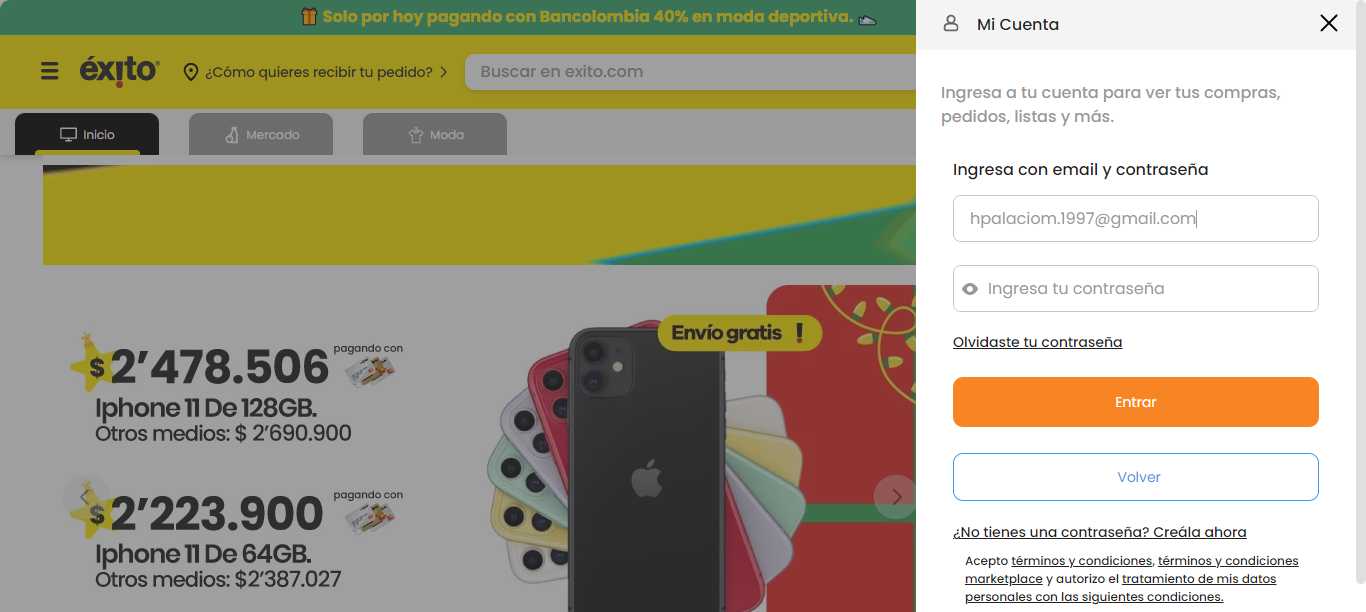 Solo por hoy pagando con Bancolombia 40% en moda deportiva.
éxito
¿Cómo quieres recibir tu pedido?
Buscar en exito.com
Inicio
Mercado
Moda
$2’478.506
pagando con
Iphone 11 De 128GB.
Otros medios: $ 2’690.900
$2’223.900
pagando con
Iphone 11 De 64GB.
Otros medios: $2’387.027
Envío gratis !
Mi Cuenta
Ingresa a tu cuenta para ver tus compras,
pedidos, listas y más.
Ingresa con email y contraseña
hpalaciom.1997@gmail.com
Ingresa tu contraseña
Olvidaste tu contraseña
Entrar
Volver
¿No tienes una contraseña? Creála ahora
Acepto términos y condiciones, términos y condiciones
marketplace y autorizo el tratamiento de mis datos
personales con las siguientes condiciones.